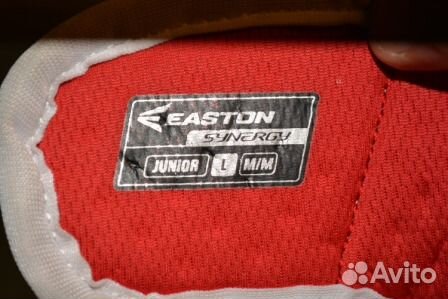 EASTON
SYNERGY
JUNIOR L M/M
Avito